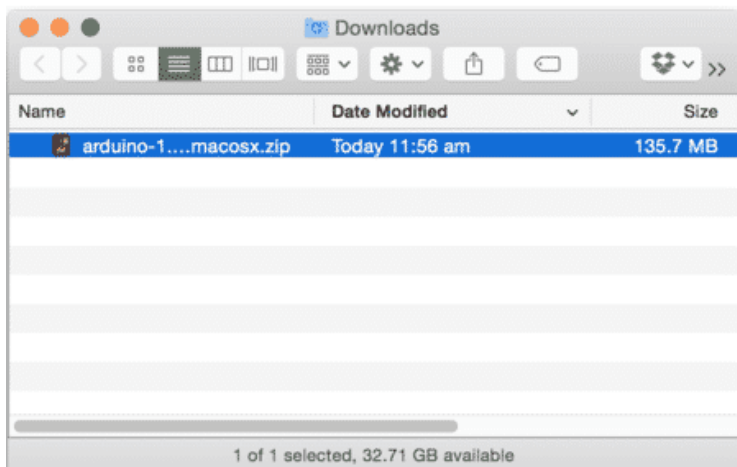 Downloads
Name Date Modified Size
arduino-1....macosx.zip Today 11:56 am 135.7 MB
1 of 1 selected, 32.71 GB available